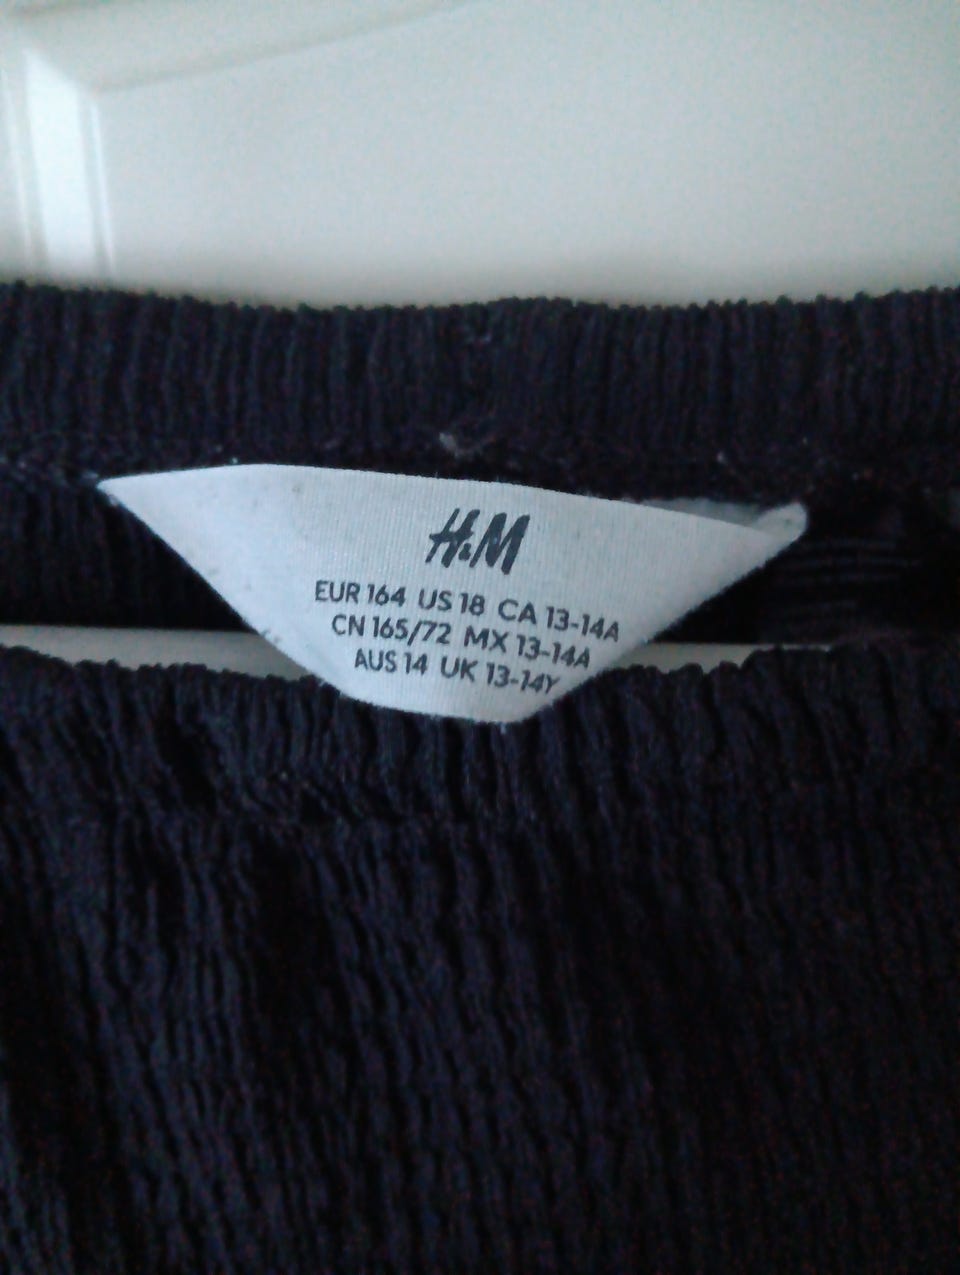 H&M
EUR 164 US 18 CA 13-14A
CN 165/72 MX 13-14A
AUS 14 UK 13-14Y